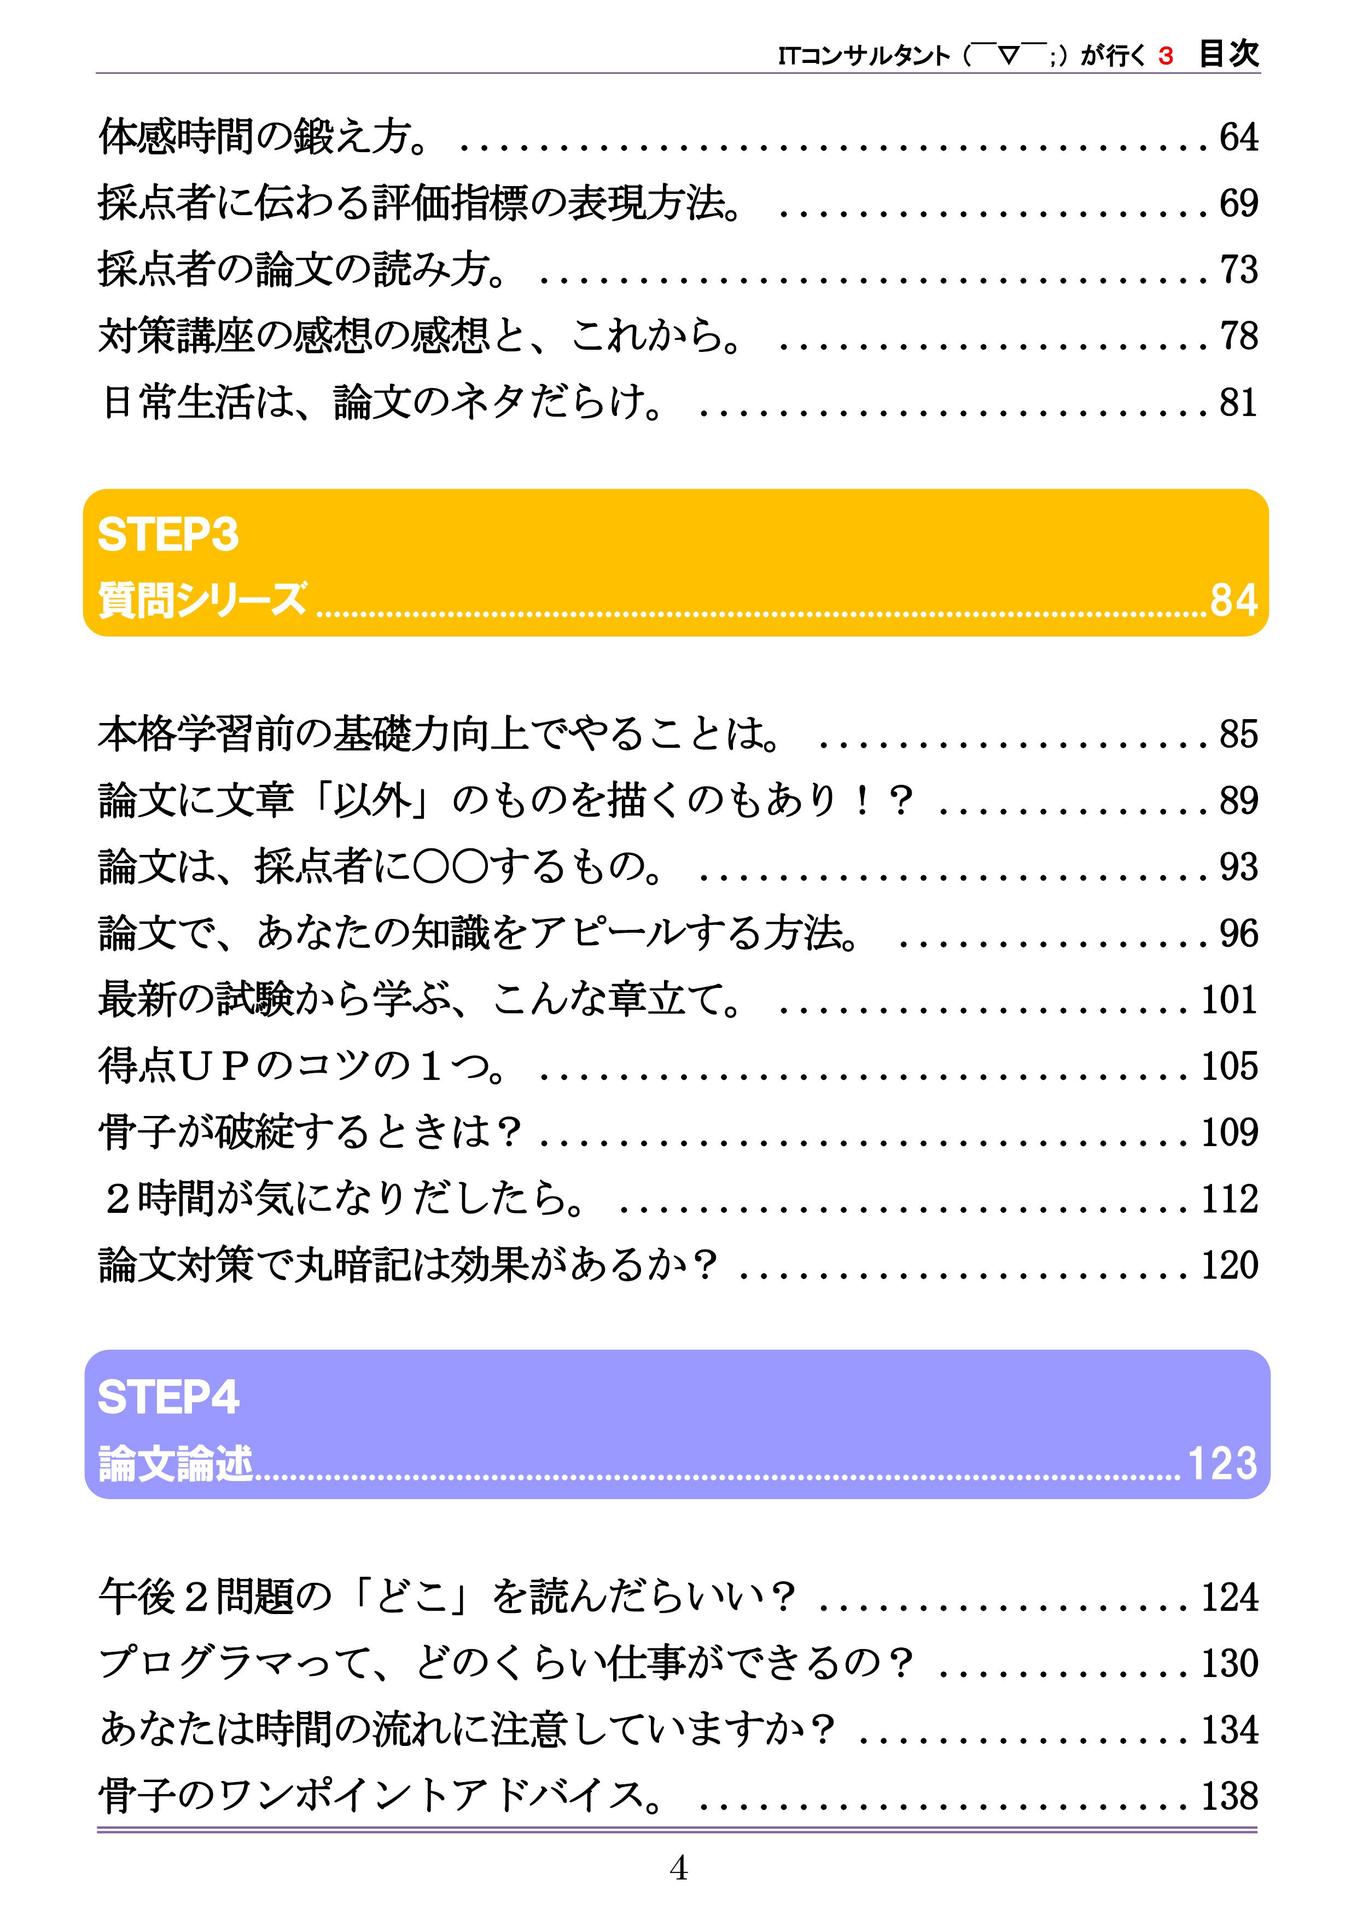 ITコンサルタント（￣▽￣；）が行く 3 目次
体感時間の鍛え方。 ...................................... 64
採点者に伝わる評価指標の表現方法。 ...................... 69
採点者の論文の読み方。 .................................. 73
対策講座の感想の感想と、これから。 ...................... 78
日常生活は、論文のネタだらけ。 .......................... 81
STEP3
質問シリーズ ...................................... 84
本格学習前の基礎力向上でやることは。 .................... 85
論文に文章「以外」のものを描くのもあり！？ .............. 89
論文は、採点者に〇〇するもの。 .......................... 93
論文で、あなたの知識をアピールする方法。 ................ 96
最新の試験から学ぶ、こんな章立て。 ..................... 101
得点ＵＰのコツの１つ。 ................................. 105
骨子が破綻するときは？ ................................. 109
２時間が気になりだしたら。 ............................. 112
論文対策で丸暗記は効果があるか？ ....................... 120
STEP4
論文論述 ...................................... 123
午後２問題の「どこ」を読んだらいい？ ................... 124
プログラマって、どのくらい仕事ができるの？ ............. 130
あなたは時間の流れに注意していますか？ ................. 134
骨子のワンポイントアドバイス。 ......................... 138
4